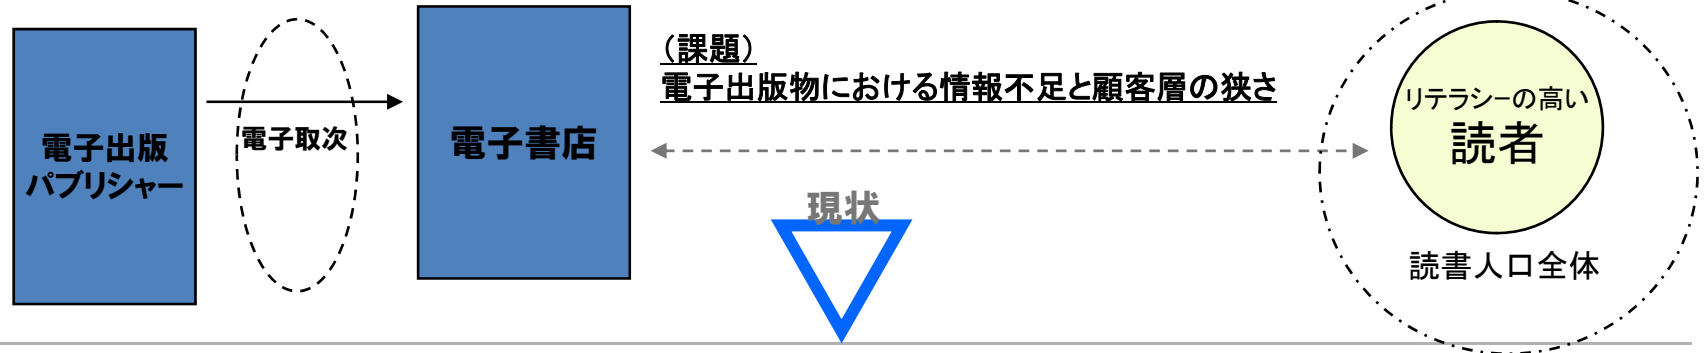 電子出版
パブリシャー
電子取次
電子書店
(課題)
電子出版物における情報不足と顧客層の狭さ
現状
リテラシーの高い
読者
読書人口全体